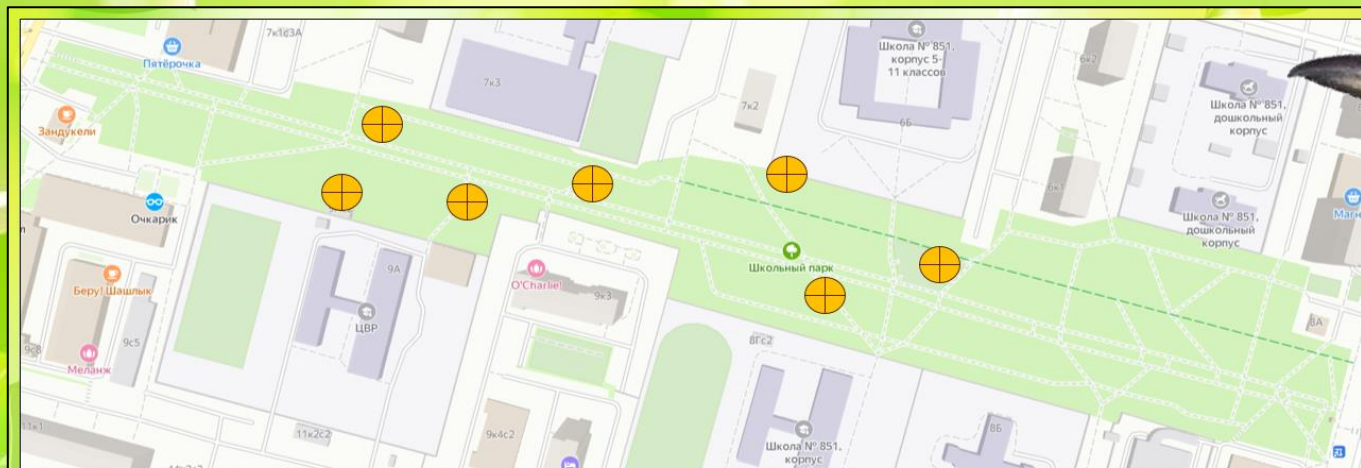 7к1с3А
Пятёрочка
Зандукели
Очкарик
Беру! Шашлык
9с8
9с5
Меланж
11к1
11к2с2
7к3
7к2
9А
ЦВР
O'Charlie!
9к3
9к4с2
Школа № 851,
корпус 5-
11 классов
6Б
6к2
6к1
Школьный парк
8Гс2
Школа № 851,
корпус
8Б
Школа № 851,
дошкольный
корпус
Школа № 851,
дошкольный
корпус
8А